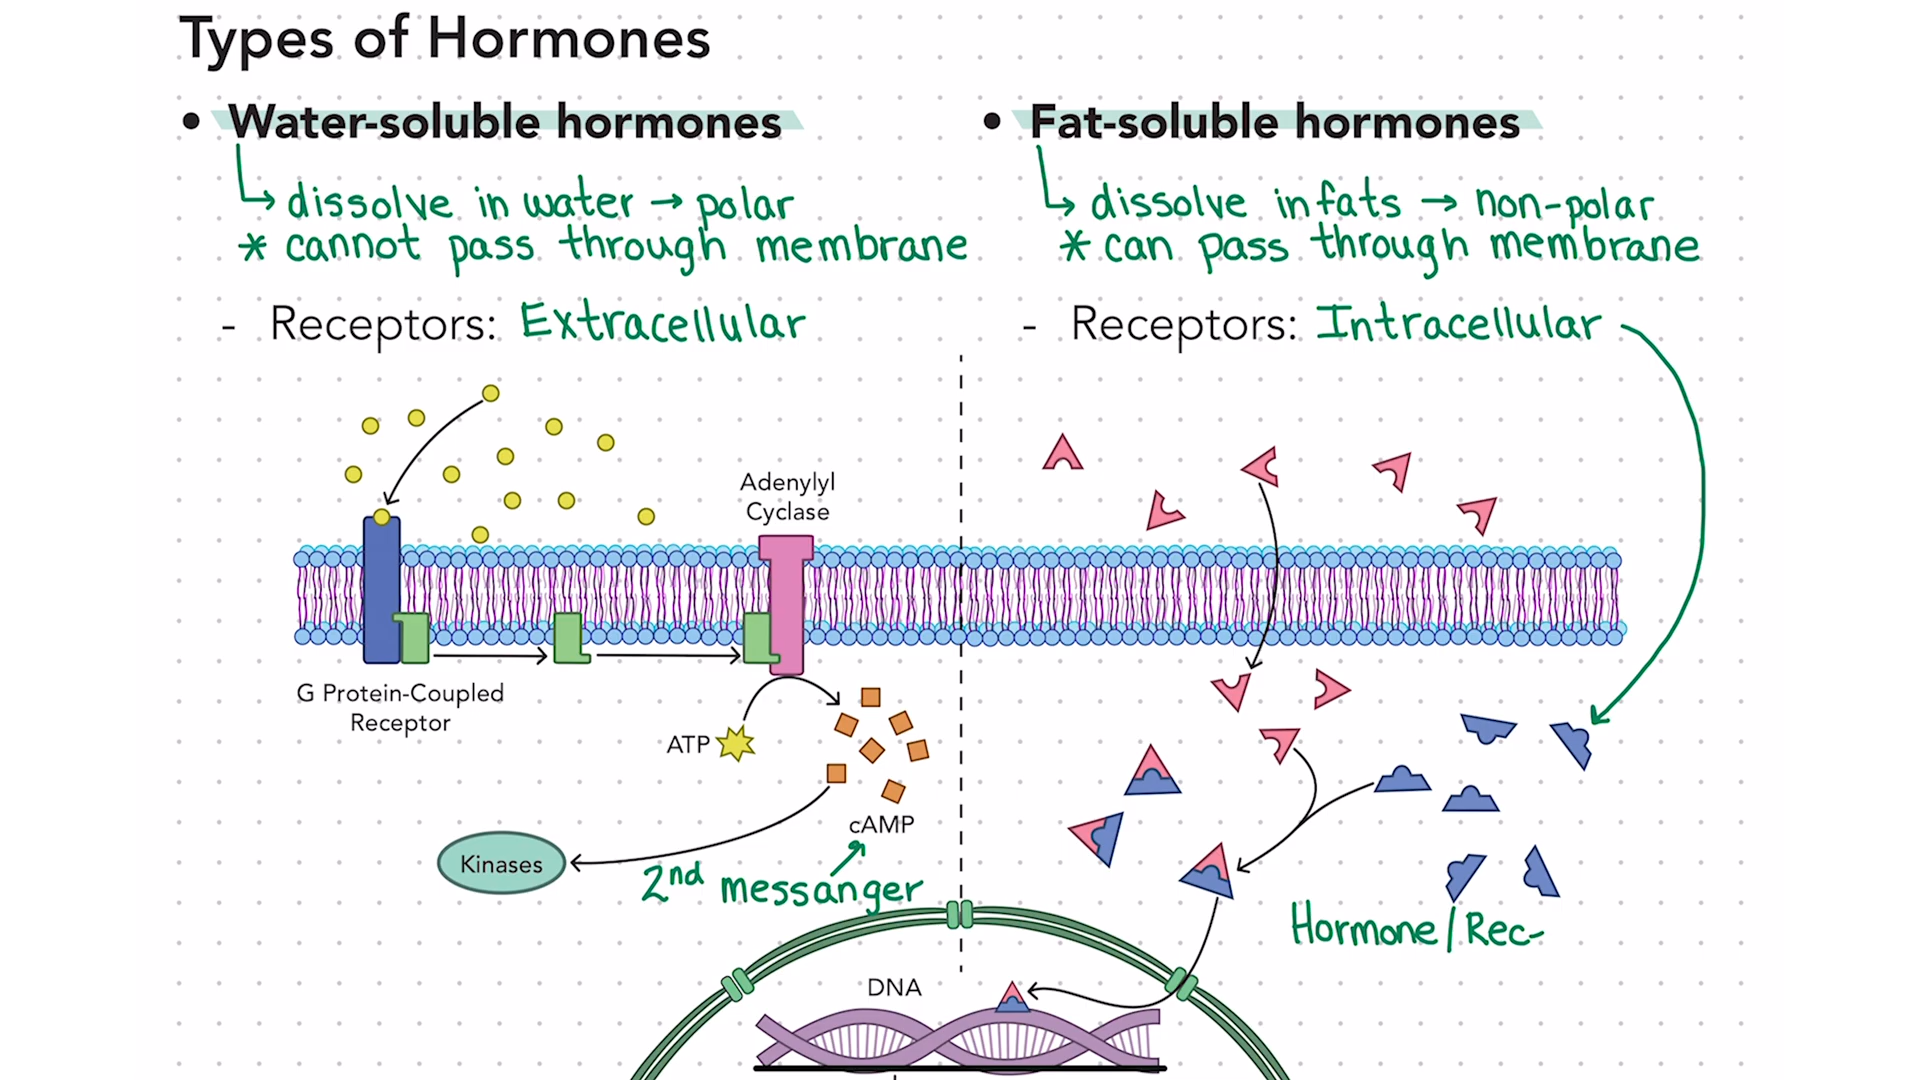 Types of Hormones
• Water-soluble hormones
↳ dissolve in water → polar
* cannot pass through membrane
- Receptors: Extracellular
• Fat-soluble hormones
↳ dissolve in fats → non-polar
* can pass through membrane
- Receptors: Intracellular
Adenylyl
Cyclase
G Protein-Coupled
Receptor
ATP
cAMP
Kinases
2nd messanger
Hormone/Rec-
DNA